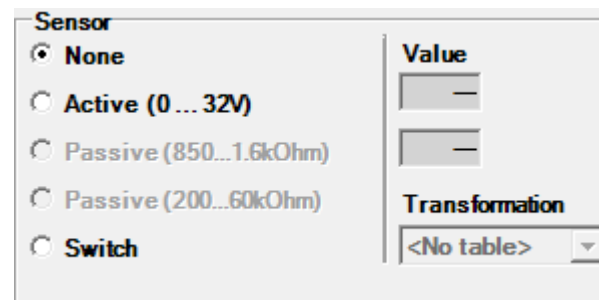 Sensor
None
Active (0 ... 32V)
Passive (850...1.6kOhm)
Passive (200...60kOhm)
Switch
Value
—
—
Transformation
<No table>